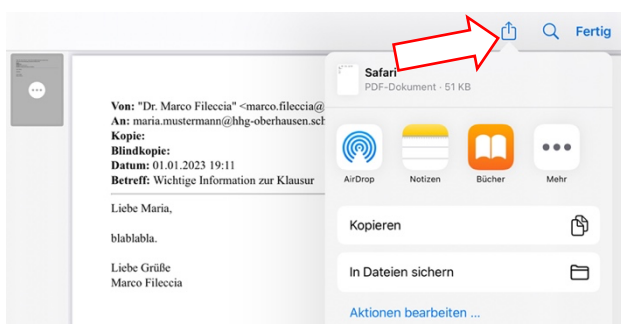 Fertig
Safari
PDF-Dokument · 51 KB
Von: "Dr. Marco Fileccia" <marco.fileccia@
An: maria.mustermann@hhg-oberhausen.sch
Kopie:
Blindkopie:
Datum: 01.01.2023 19:11
Betreff: Wichtige Information zur Klausur
Liebe Maria,
blablabla.
Liebe Grüße
Marco Fileccia
AirDrop
Notizen
Bücher
Mehr
Kopieren
In Dateien sichern
Aktionen bearbeiten ...